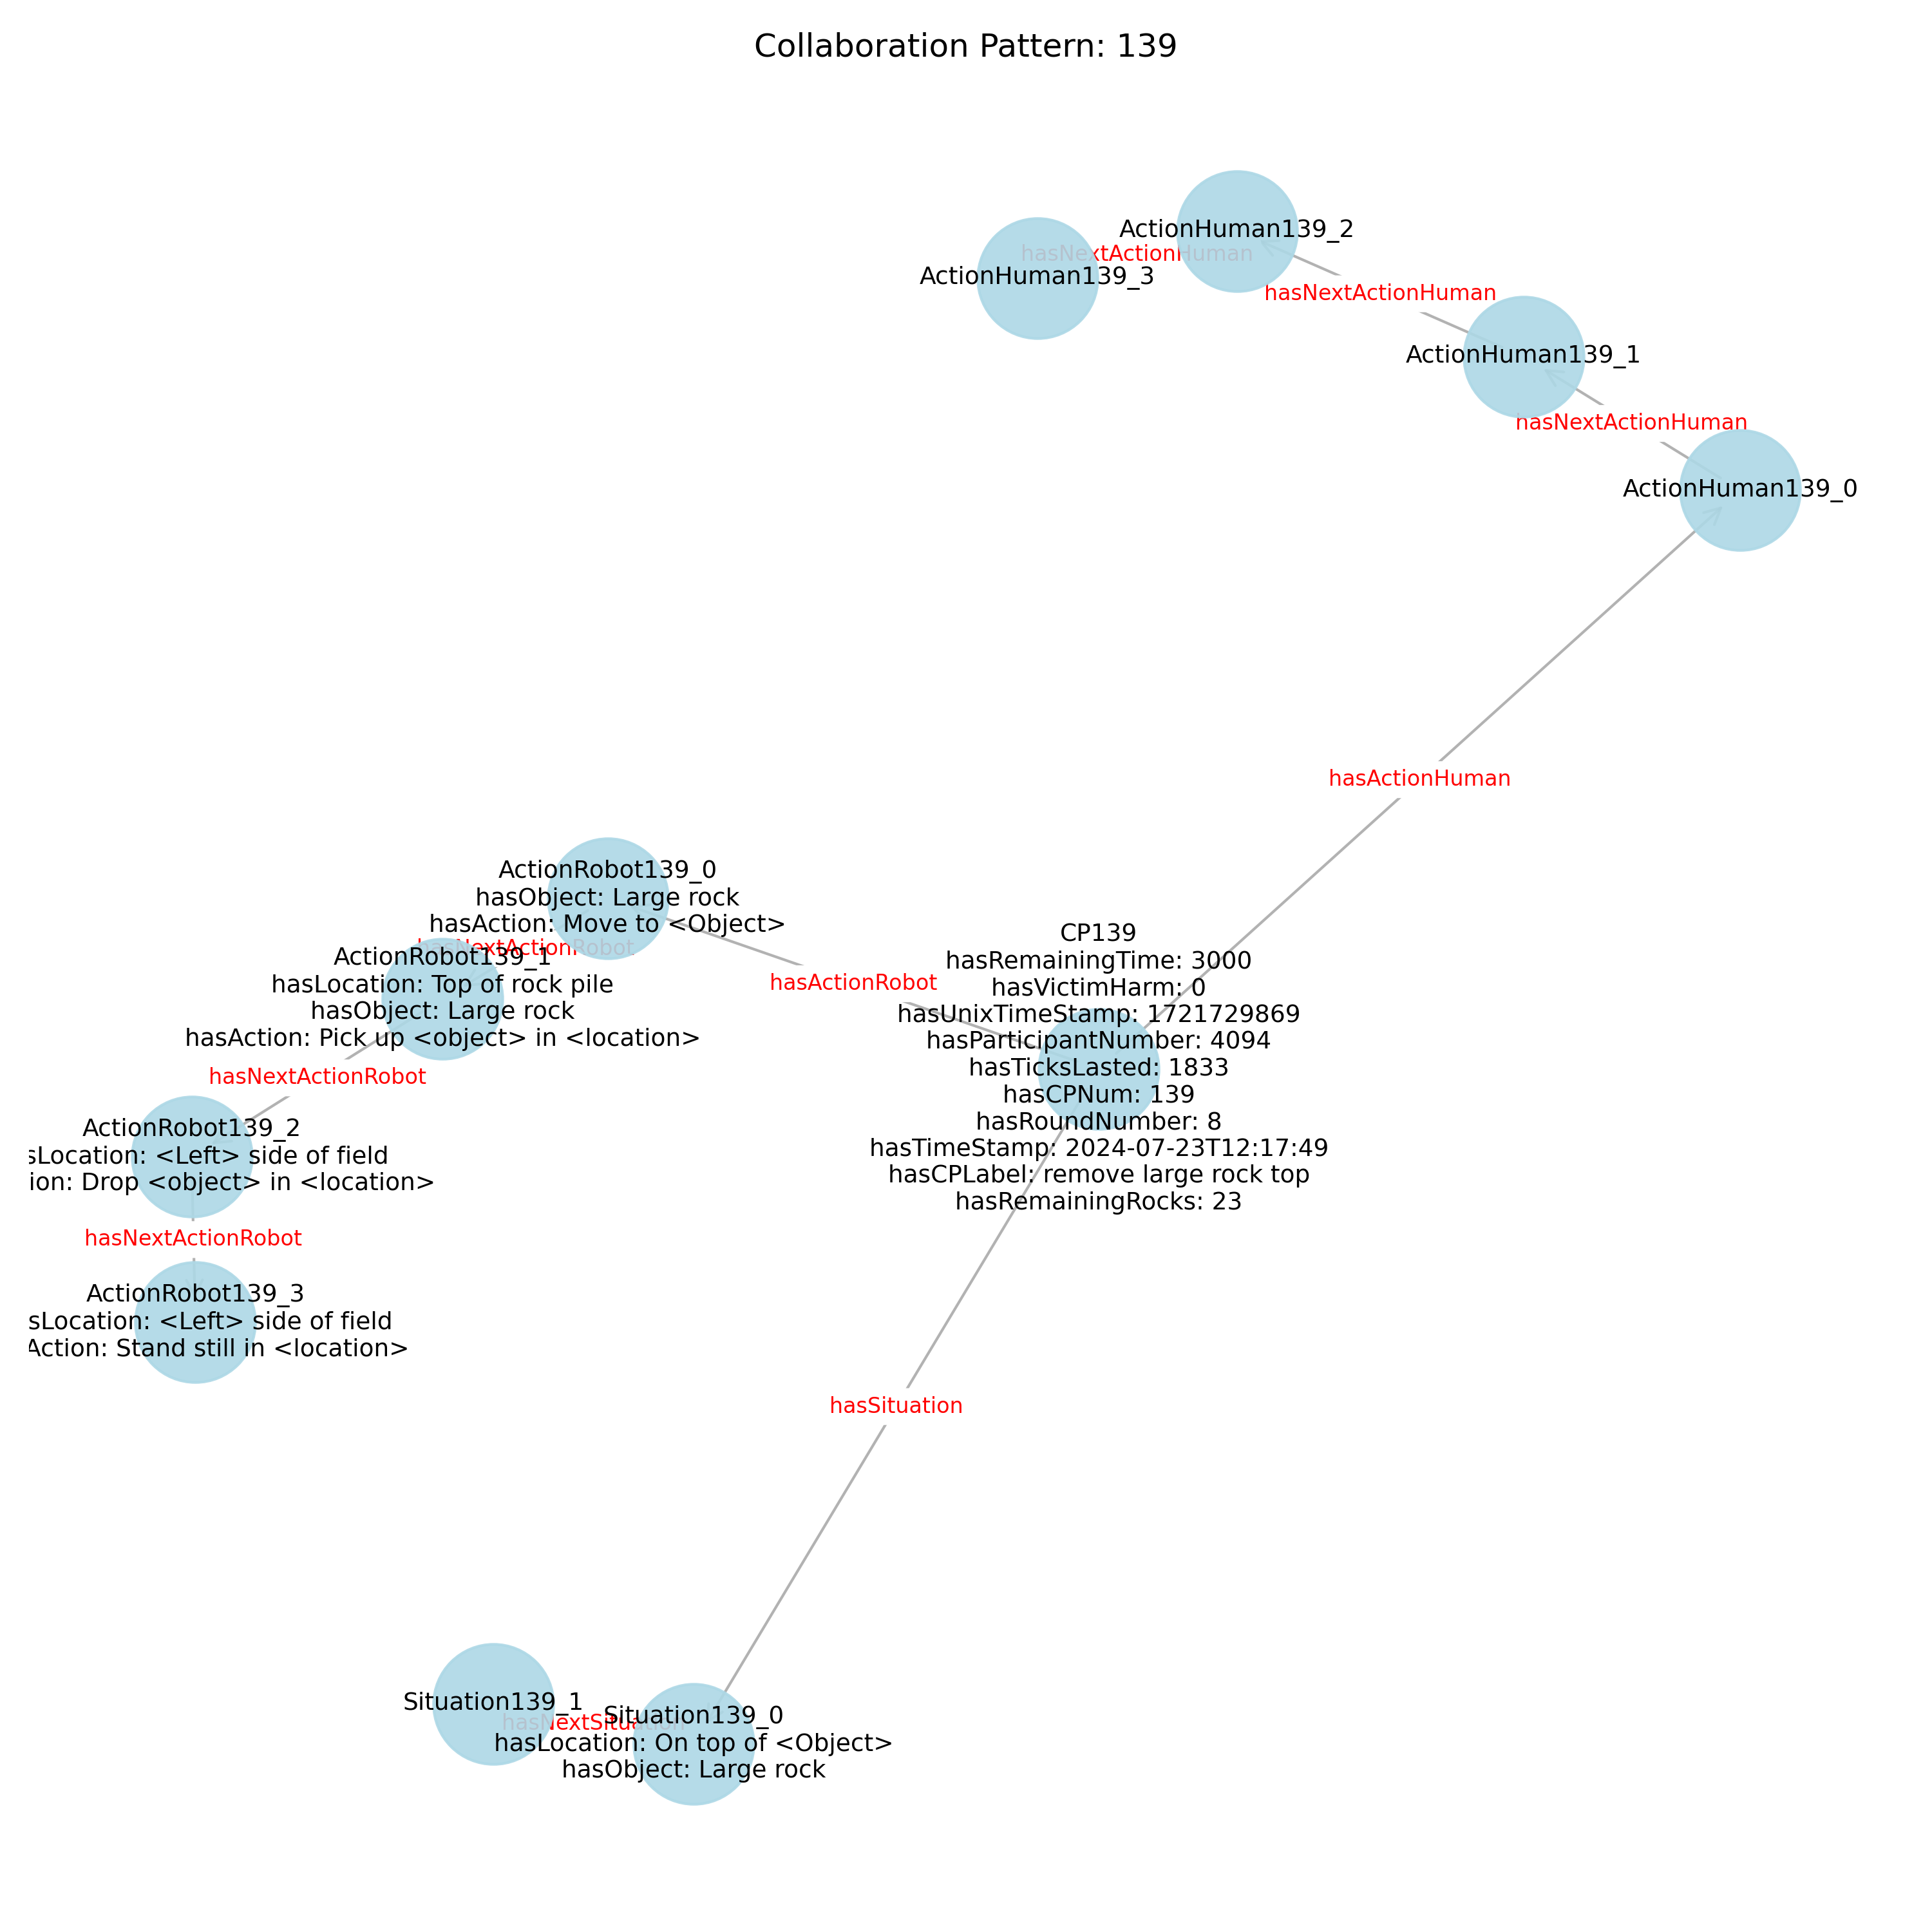 Collaboration Pattern: 139
ActionHuman139_2
hasNextActionHuman
ActionHuman139_3
hasNextActionHuman
ActionHuman139_1
hasNextActionHuman
ActionHuman139_0
hasActionHuman
ActionRobot139_0
hasObject: Large rock
hasAction: Move to <Object>
hasNextActionRobot
ActionRobot139_1
hasLocation: Top of rock pile
hasObject: Large rock
hasAction: Pick up <object> in <location>
hasActionRobot
CP139
hasRemainingTime: 3000
hasVictimHarm: 0
hasUnixTimeStamp: 1721729869
hasParticipantNumber: 4094
hasTicksLasted: 1833
hasCPNum: 139
hasRoundNumber: 8
hasTimeStamp: 2024-07-23T12:17:49
hasCPLabel: remove large rock top
hasRemainingRocks: 23
hasNextActionRobot
ActionRobot139_2
sLocation: <Left> side of field
ion: Drop <object> in <location>
hasNextActionRobot
ActionRobot139_3
sLocation: <Left> side of field
Action: Stand still in <location>
hasSituation
Situation139_1
hasNextSituation
Situation139_0
hasLocation: On top of <Object>
hasObject: Large rock